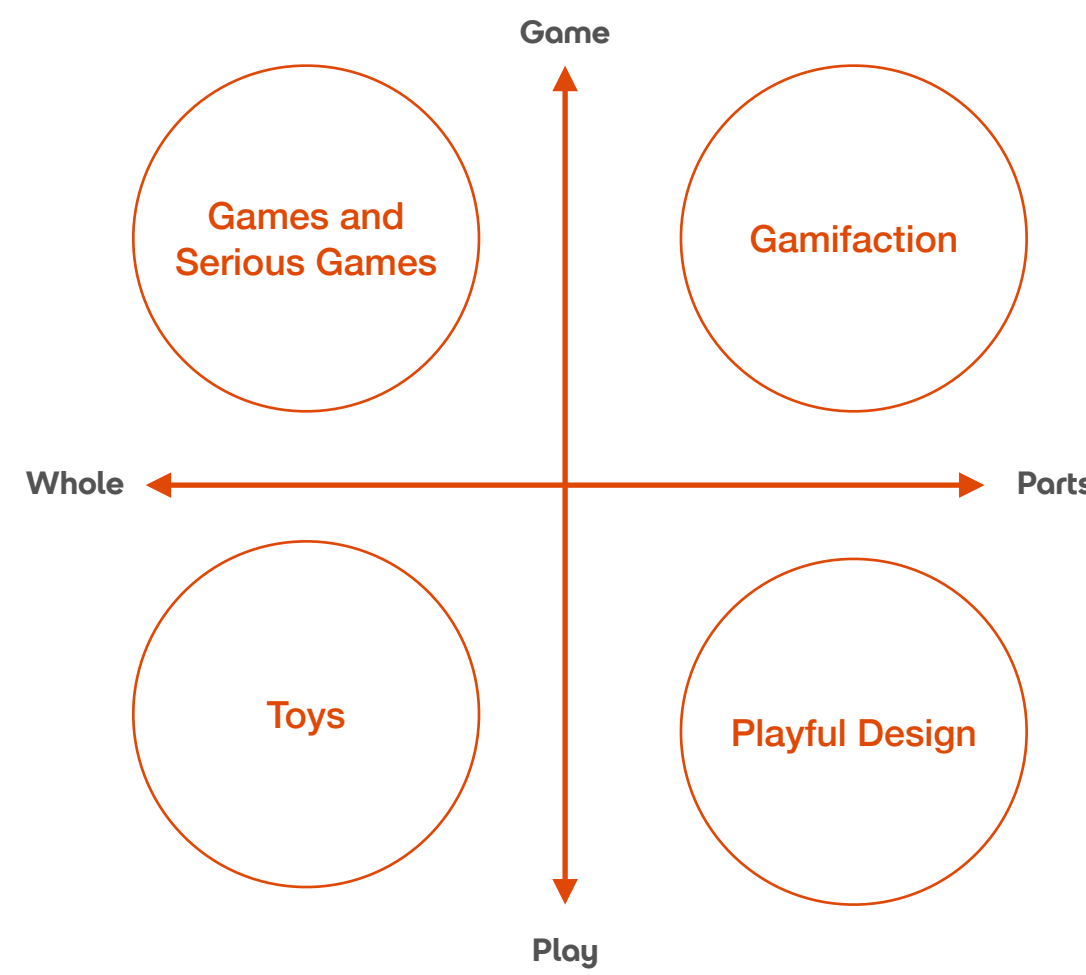 Game
Games and
Serious Games
Gamifaction
Whole
Parts
Toys
Playful Design
Play